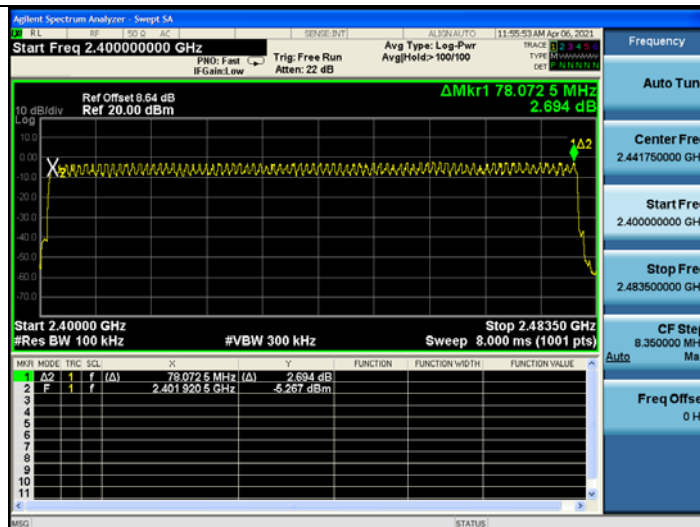 Agilent Spectrum Analyzer - Swept SA
RL RF 50 Ω AC SENSE:INT ALIGN AUTO 11:55:53 AM Apr 06, 2021
Start Freq 2.400000000 GHz
PNO: Fast
IFGain:Low
Trig: Free Run
Atten: 22 dB
Avg Type: Log-Pwr
Avg|Hold:> 100/100
TRACE 1 2 3 4 5 6
TYPE M
DET P N N N N N
ΔMkr1 78.072 5 MHz
2.694 dB
Ref Offset 8.64 dB
10 dB/div Ref 20.00 dBm
Log
10.0
0.00
-10.0
-20.0
-30.0
-40.0
-50.0
-60.0
-70.0
1Δ2
2
Start 2.40000 GHz Stop 2.48350 GHz
#Res BW 100 kHz #VBW 300 kHz Sweep 8.000 ms (1001 pts)
MKR MODE TRC SCL X Y FUNCTION FUNCTION WIDTH FUNCTION VALUE
1 Δ2 1 f (Δ) 78.072 5 MHz (Δ) 2.694 dB
2 F 1 f 2.401 920 5 GHz -5.267 dBm
3
4
5
6
7
8
9
10
11
MSG STATUS
Frequency
Auto Tun
Center Fre
2.441750000 GH
Start Fre
2.400000000 GH
Stop Fre
2.483500000 GH
CF Step
8.350000 MH
Auto Ma
Freq Offse
0 H